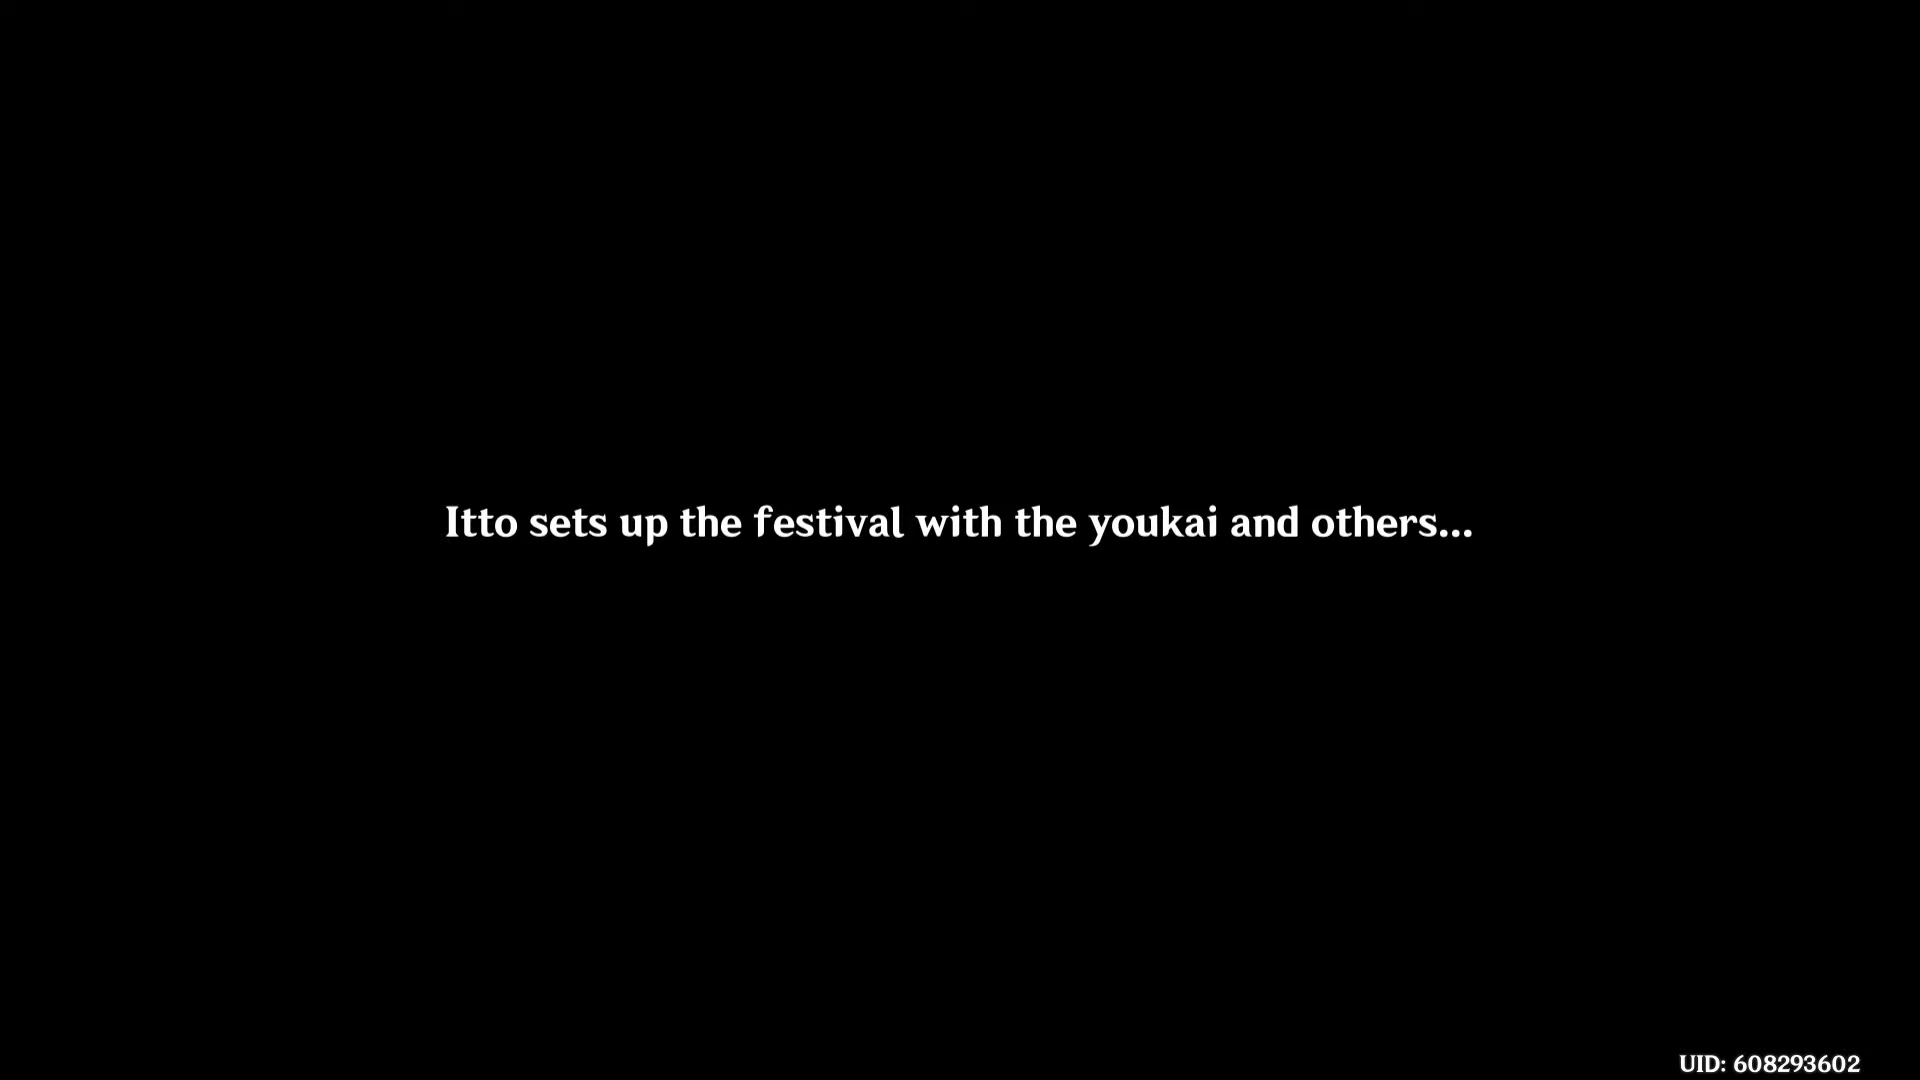 Itto sets up the festival with the youkai and others...
UID: 608293602